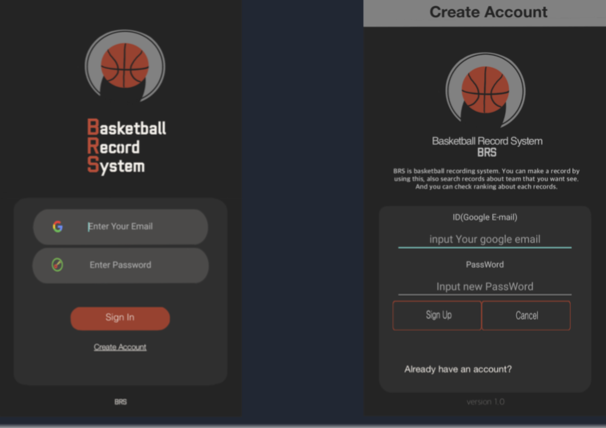 Basketball
Record
System
Enter Your Email
Enter Password
Sign In
Create Account
BRS
Create Account
Basketball Record System
BRS
BRS is basketball recording system. You can make a record by
using this, also search records about team that you want see.
And you can check ranking about each records.
ID(Google E-mail)
input Your google email
PassWord
Input new PassWord
Sign Up
Cancel
Already have an account?
version 1.0